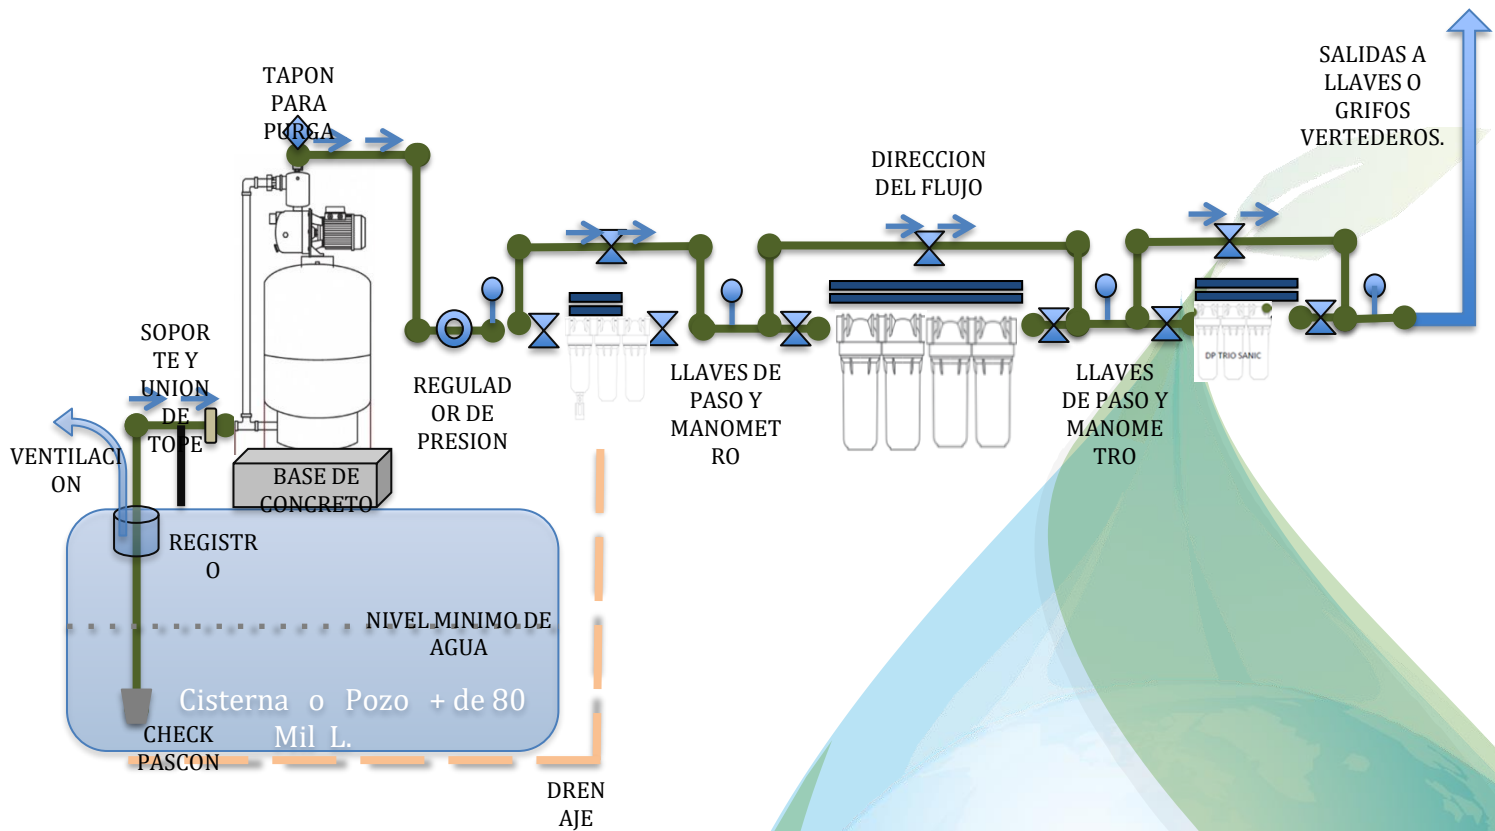 TAPON
PARA
PURGA
SALIDAS A
LLAVES O
GRIFOS
VERTEDEROS.
DIRECCION
DEL FLUJO
SOPOR
TE Y
UNION
DE
TOPE
REGULAD
OR DE
PRESION
LLAVES DE
PASO Y
MANOMET
RO
LLAVES
DE PASO Y
MANOME
TRO
DP TRIO SANIC
VENTILACI
ON
BASE DE
CONCRETO
REGISTR
O
NIVEL MINIMO DE
AGUA
Cisterna o Pozo + de 80
Mil L.
CHECK
PASCON
DREN
AJE